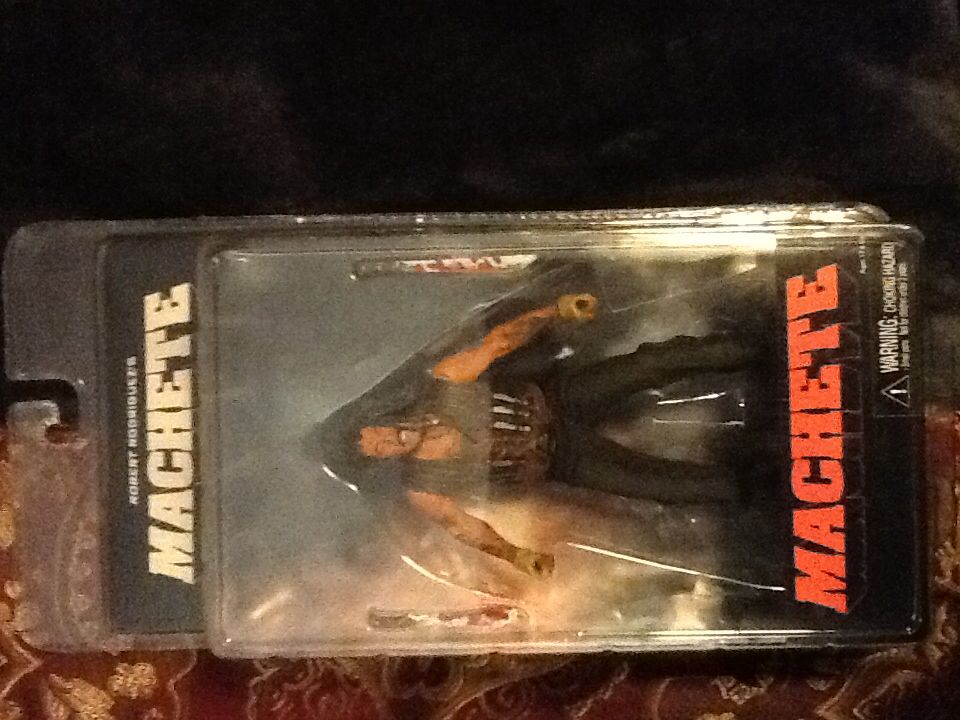 ROBERT RODRIGUEZ'S
MACHETE
MACHETE
WARNING: CHOKING HAZARD